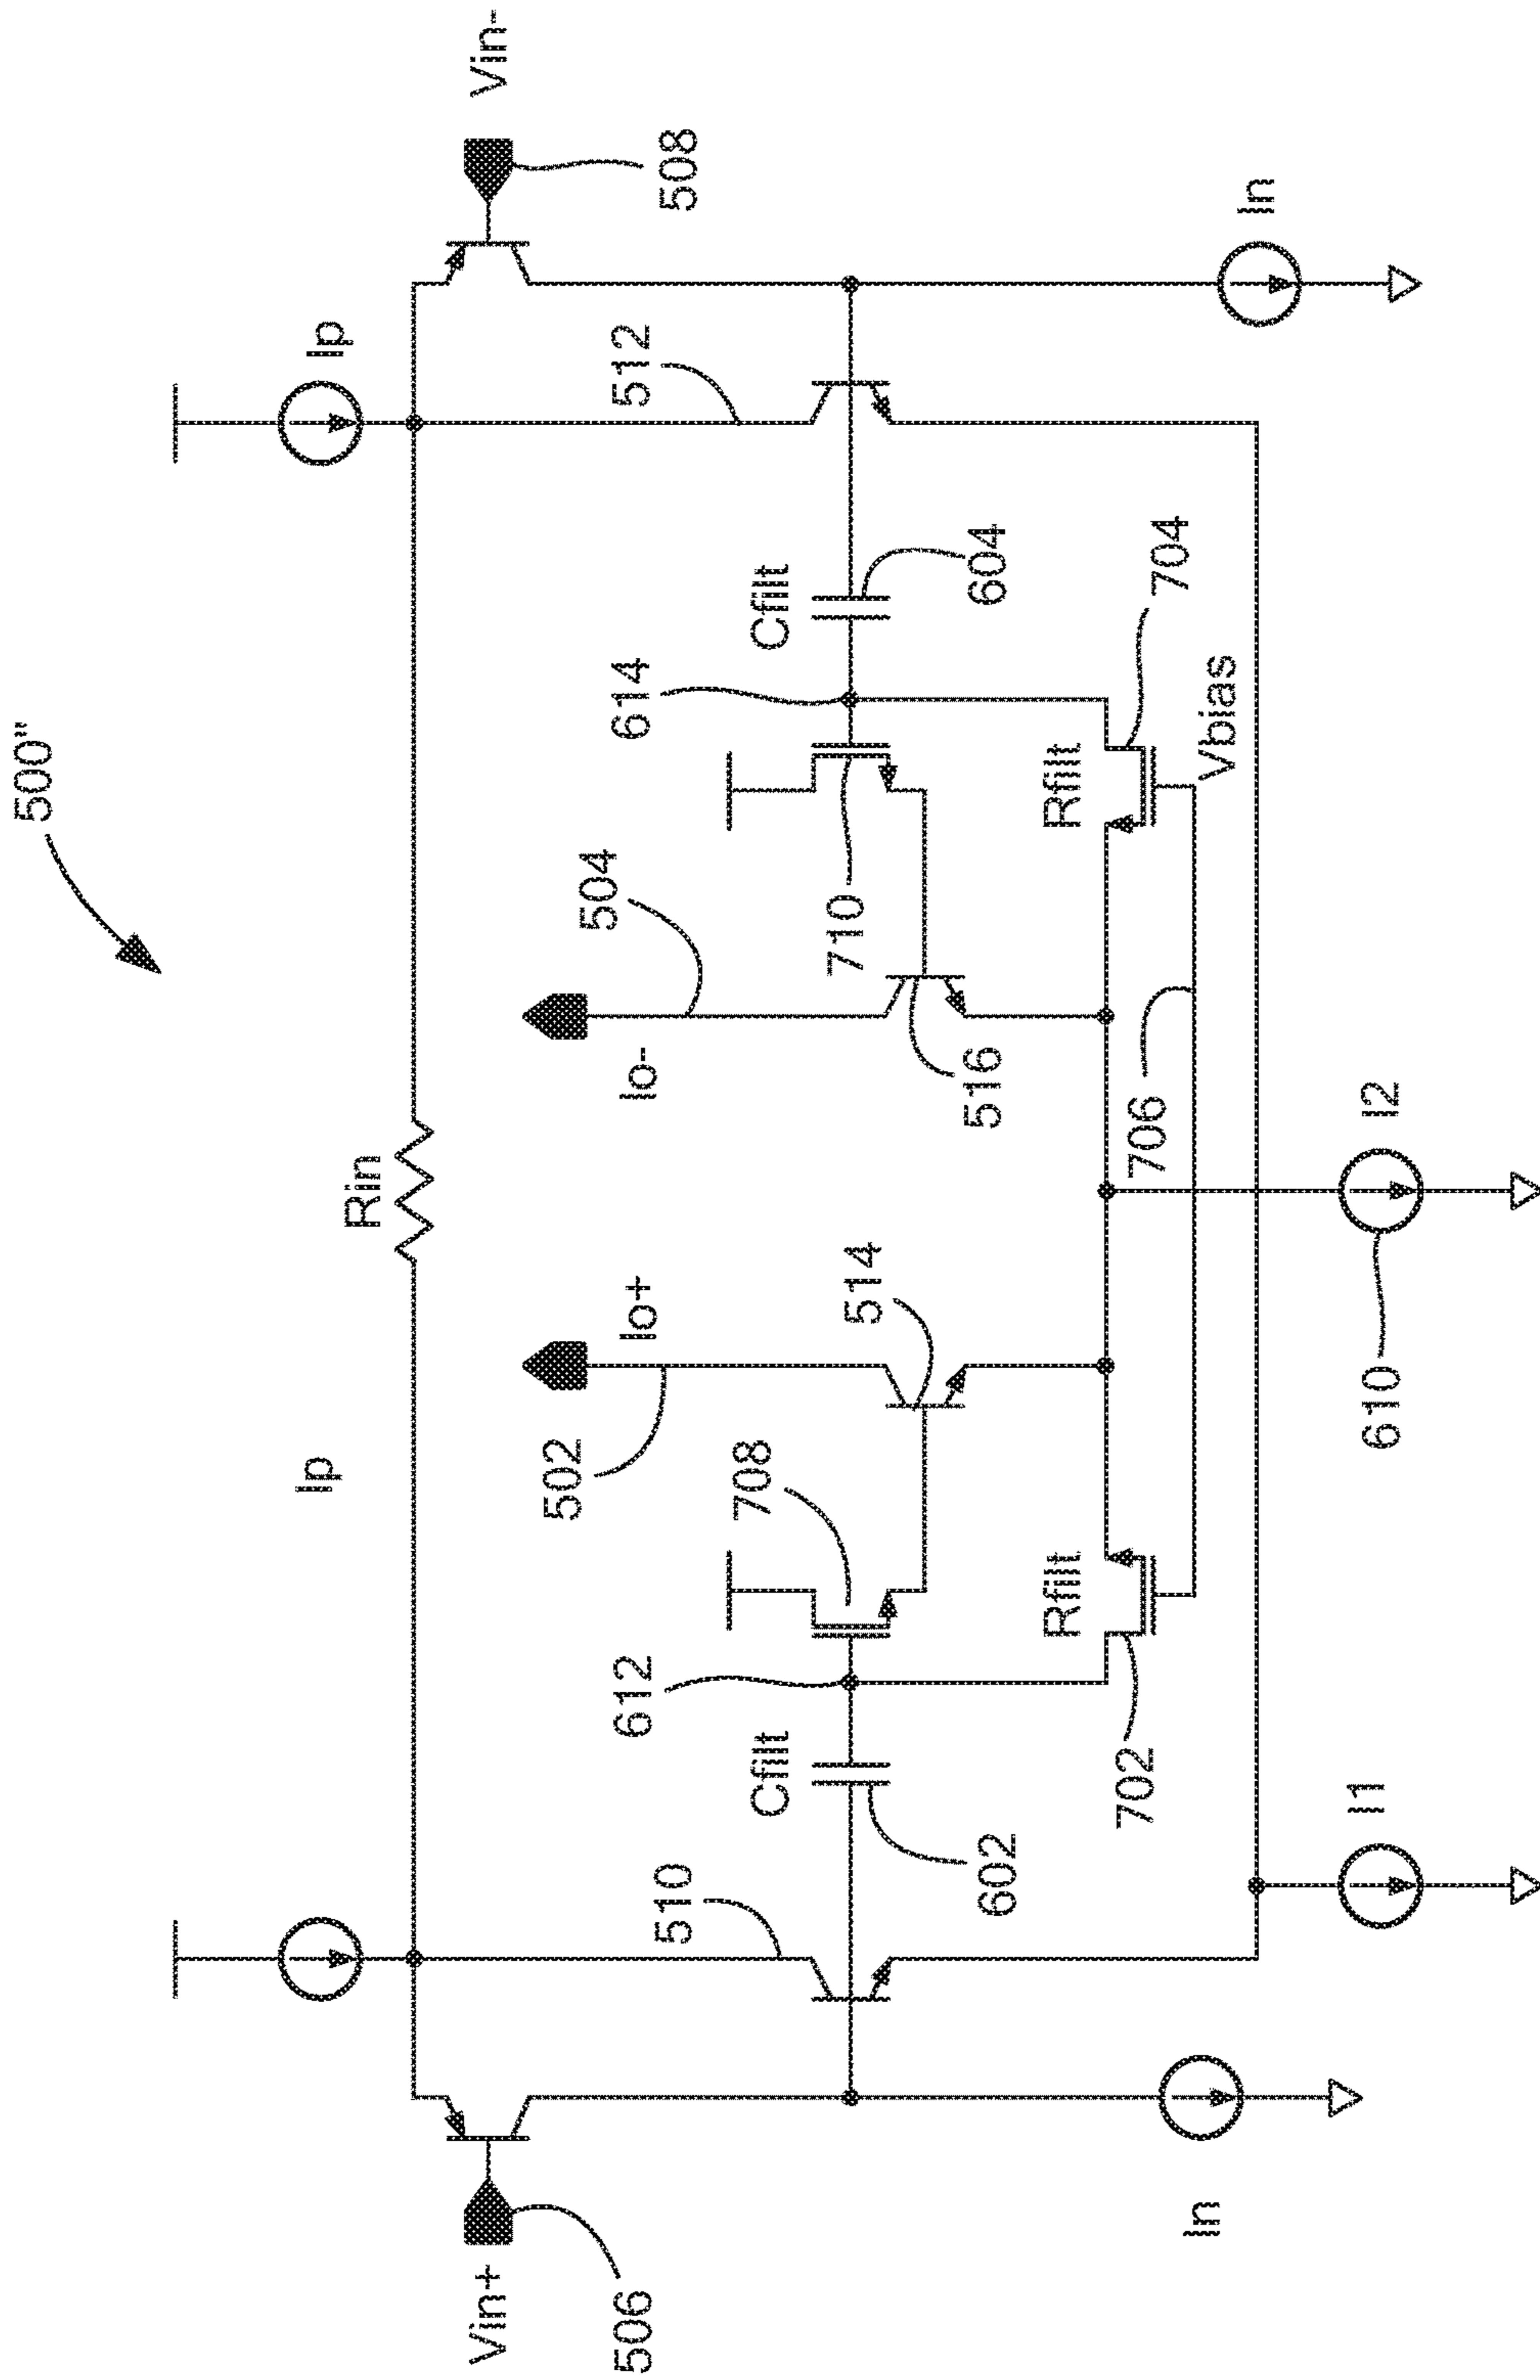 500"
Rin
Ip
Ip
Vin+
506
Vin-
508
510
512
Io+
502
Io-
504
612
708
514
614
Cfilt
602
710
516
Cfilt
604
Rfilt
702
706
Rfilt
704
Vbias
In
In
I1
610
I2